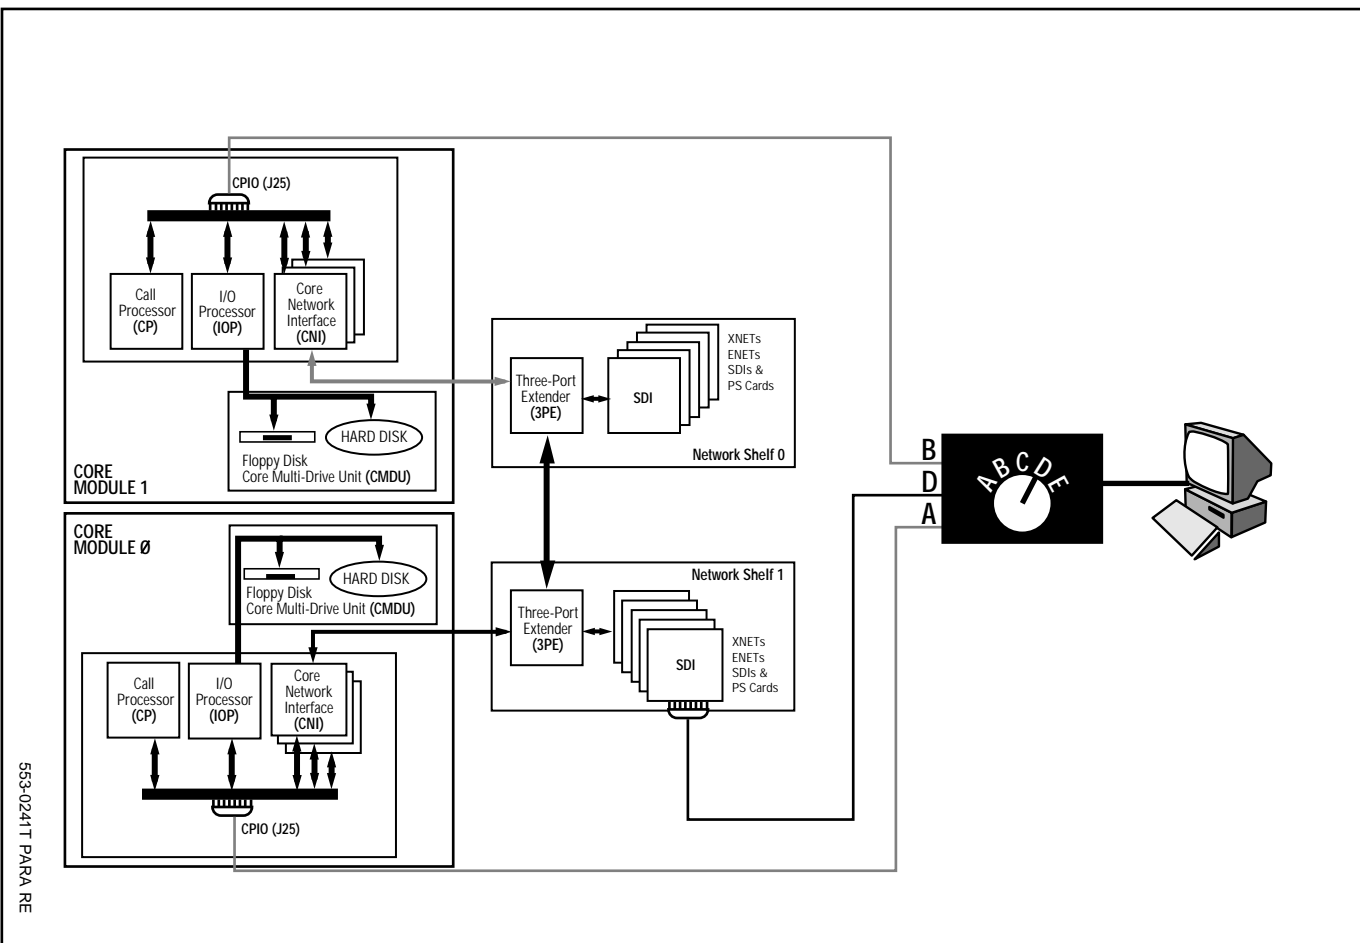 CPIO (J25)
Call
Processor
(CP)
I/O
Processor
(IOP)
Core
Network
Interface
(CNI)
HARD DISK
Floppy Disk
Core Multi-Drive Unit (CMDU)
CORE
MODULE 1
Three-Port
Extender
(3PE)
SDI
XNETs
ENETs
SDIs &
PS Cards
Network Shelf 0
CORE
MODULE Ø
HARD DISK
Floppy Disk
Core Multi-Drive Unit (CMDU)
Call
Processor
(CP)
I/O
Processor
(IOP)
Core
Network
Interface
(CNI)
CPIO (J25)
Network Shelf 1
Three-Port
Extender
(3PE)
SDI
XNETs
ENETs
SDIs &
PS Cards
B
D
A
A B C D E
553-0241T PARA RE